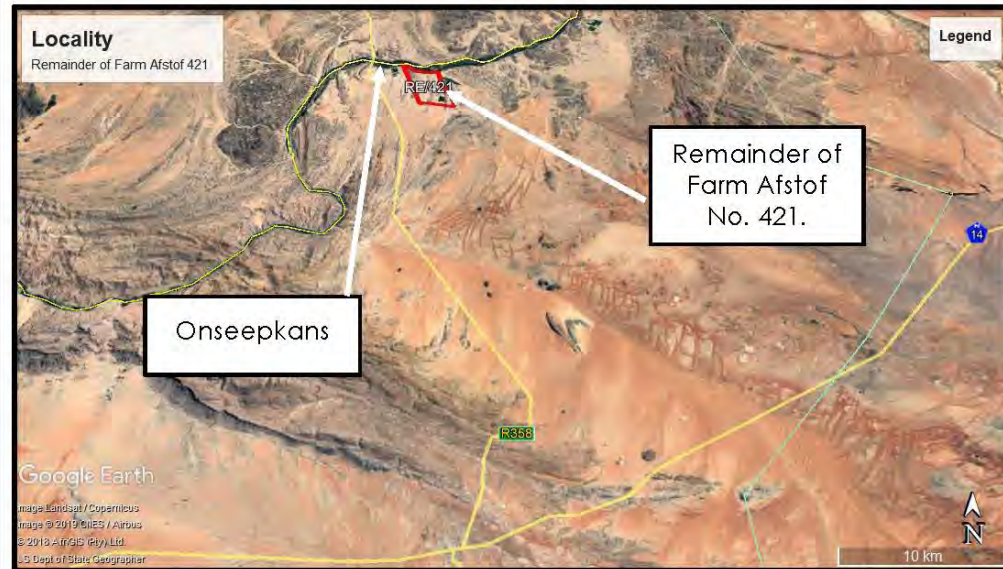 Locality
Remainder of Farm Afstof 421
Legend
RE/421
Remainder of
Farm Afstof
No. 421.
N
14
Onseepkans
R358
Google Earth
Image Landsat / Copernicus
Image © 2019 CNES / Airbus
© 2018 AfriGIS (Pty) Ltd.
US Dept of State Geographer
N
10 km